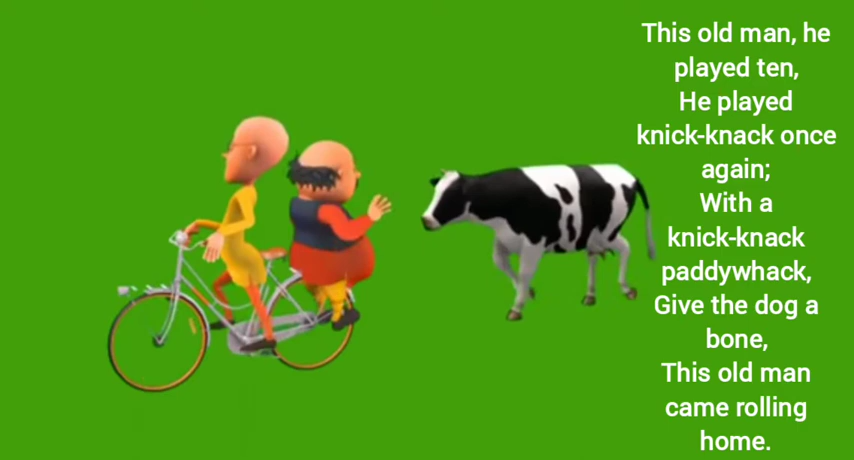 This old man, he
played ten,
He played
knick-knack once
again;
With a
knick-knack
paddywhack,
Give the dog a
bone,
This old man
came rolling
home.